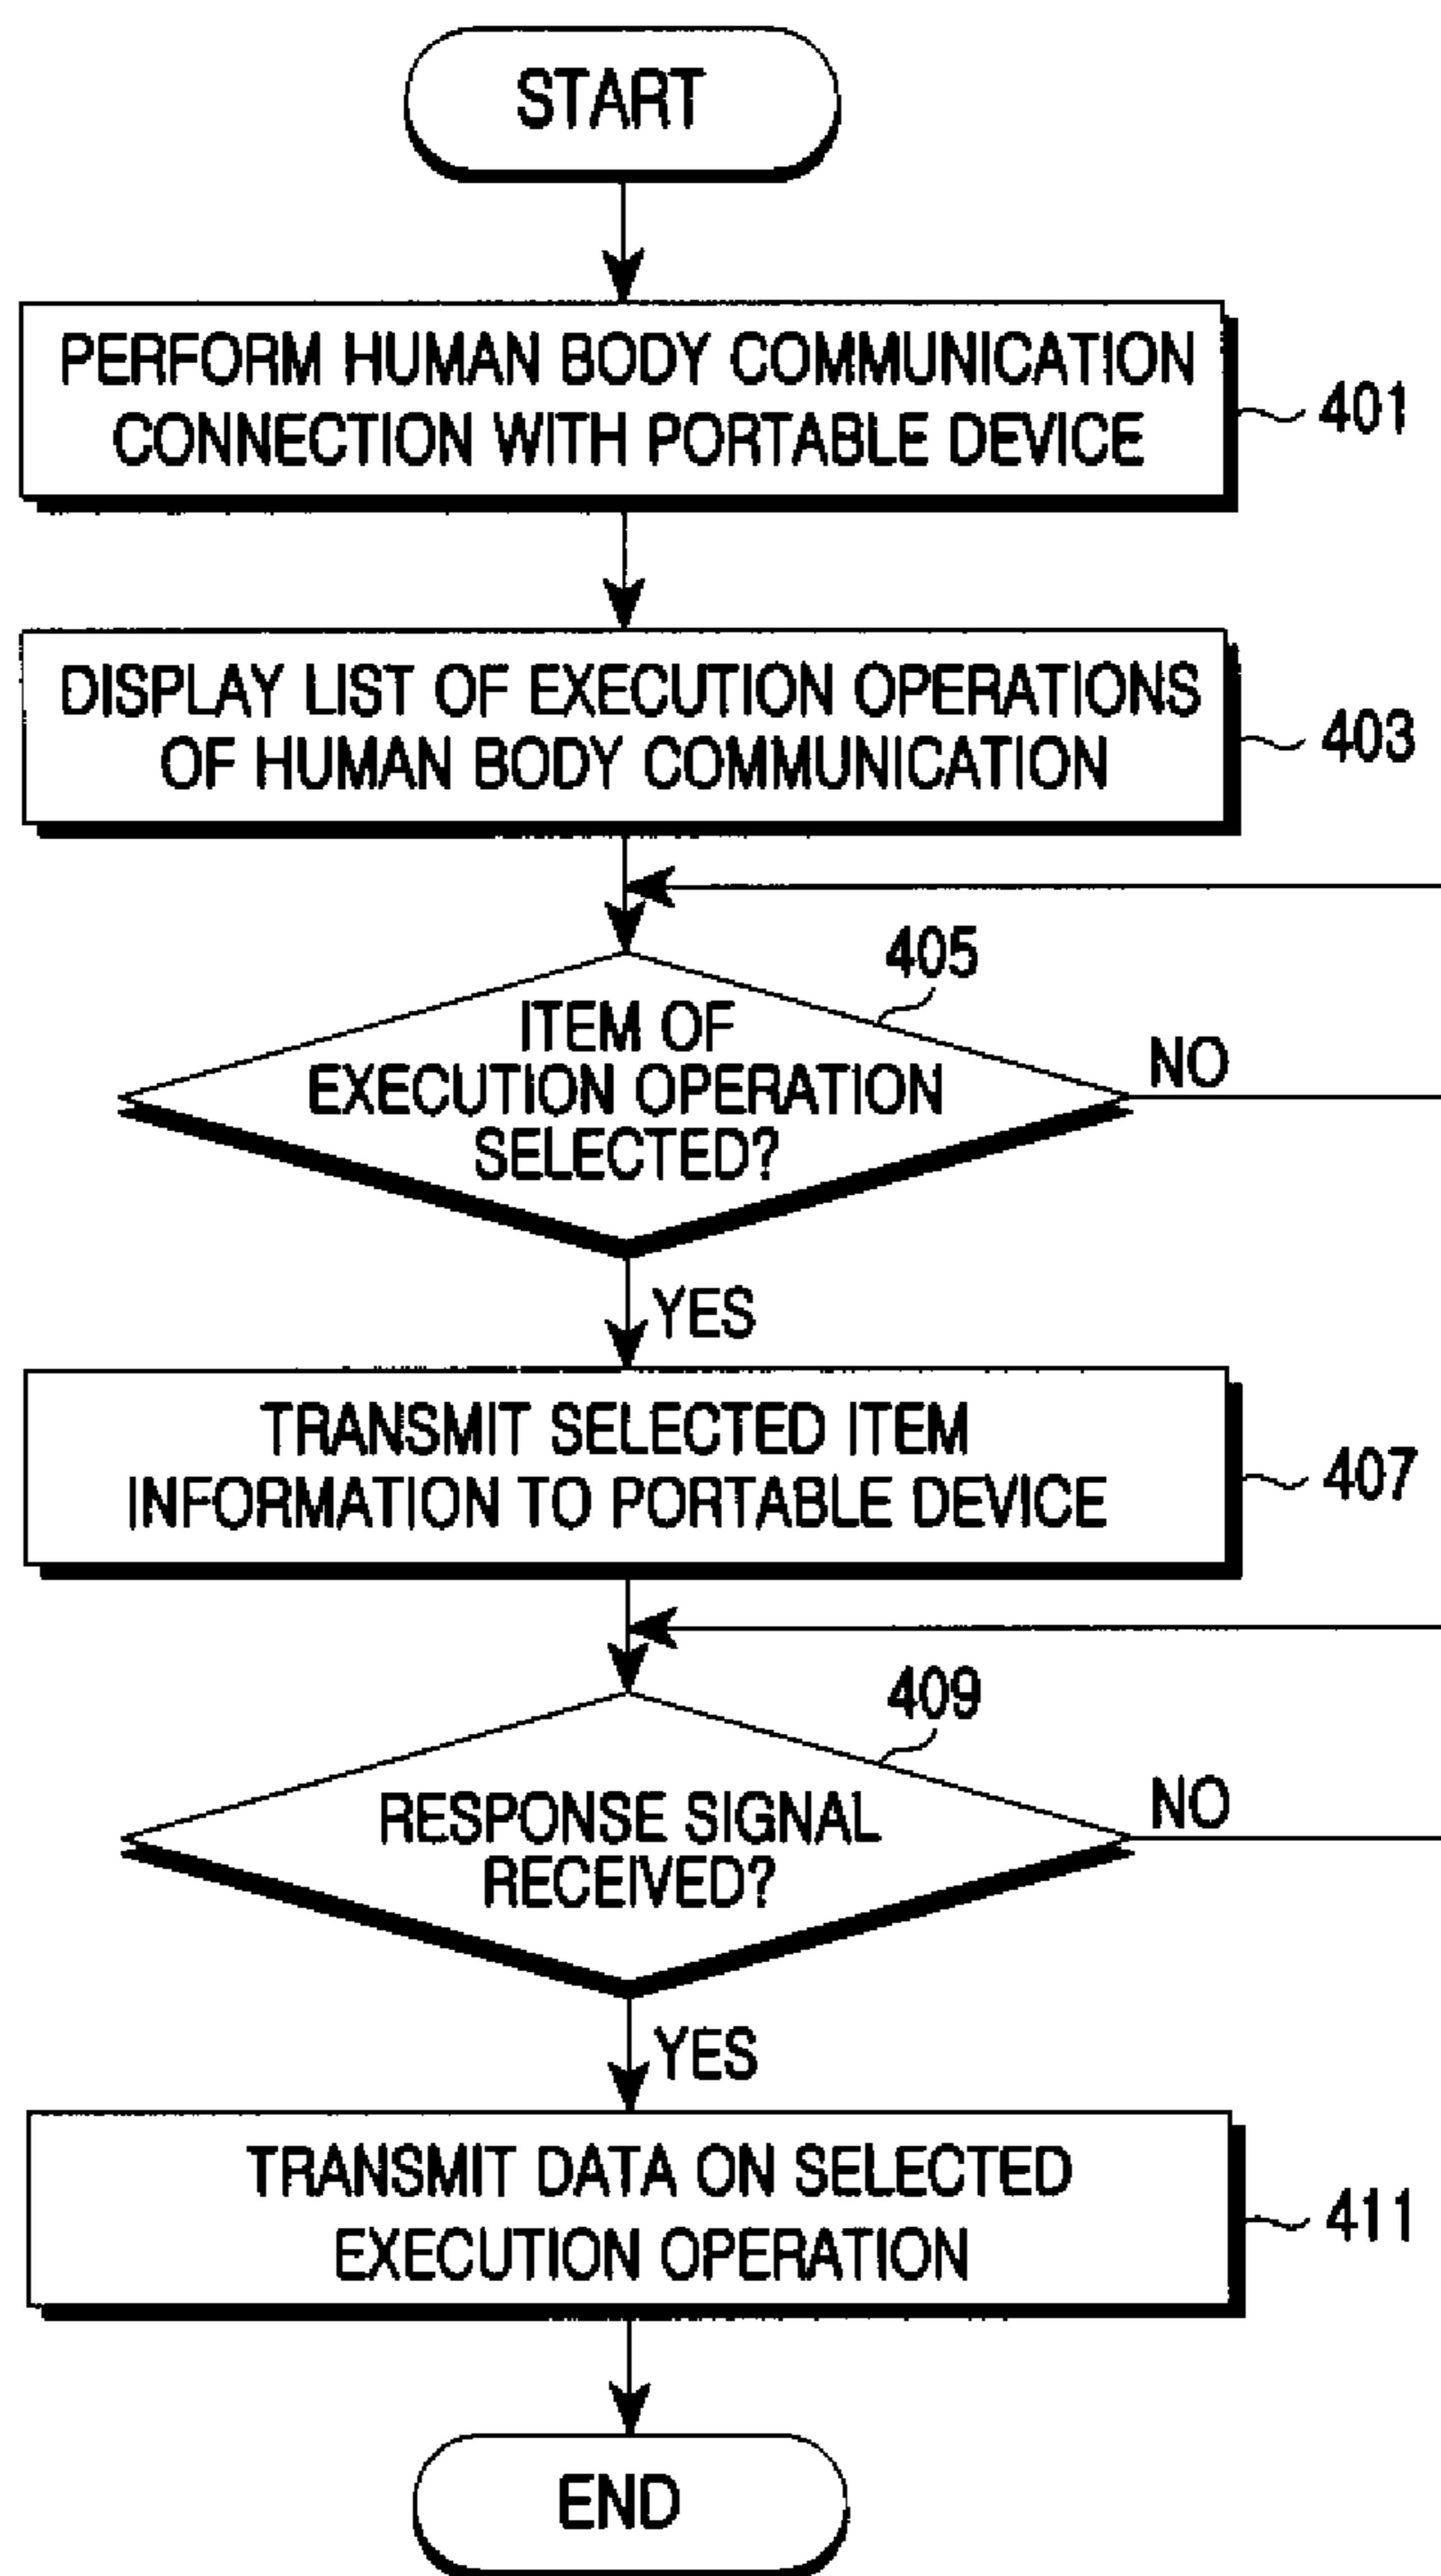 START
PERFORM HUMAN BODY COMMUNICATION
CONNECTION WITH PORTABLE DEVICE
401
DISPLAY LIST OF EXECUTION OPERATIONS
OF HUMAN BODY COMMUNICATION
403
405
ITEM OF
EXECUTION OPERATION
SELECTED?
NO
YES
TRANSMIT SELECTED ITEM
INFORMATION TO PORTABLE DEVICE
407
409
RESPONSE SIGNAL
RECEIVED?
NO
YES
TRANSMIT DATA ON SELECTED
EXECUTION OPERATION
411
END